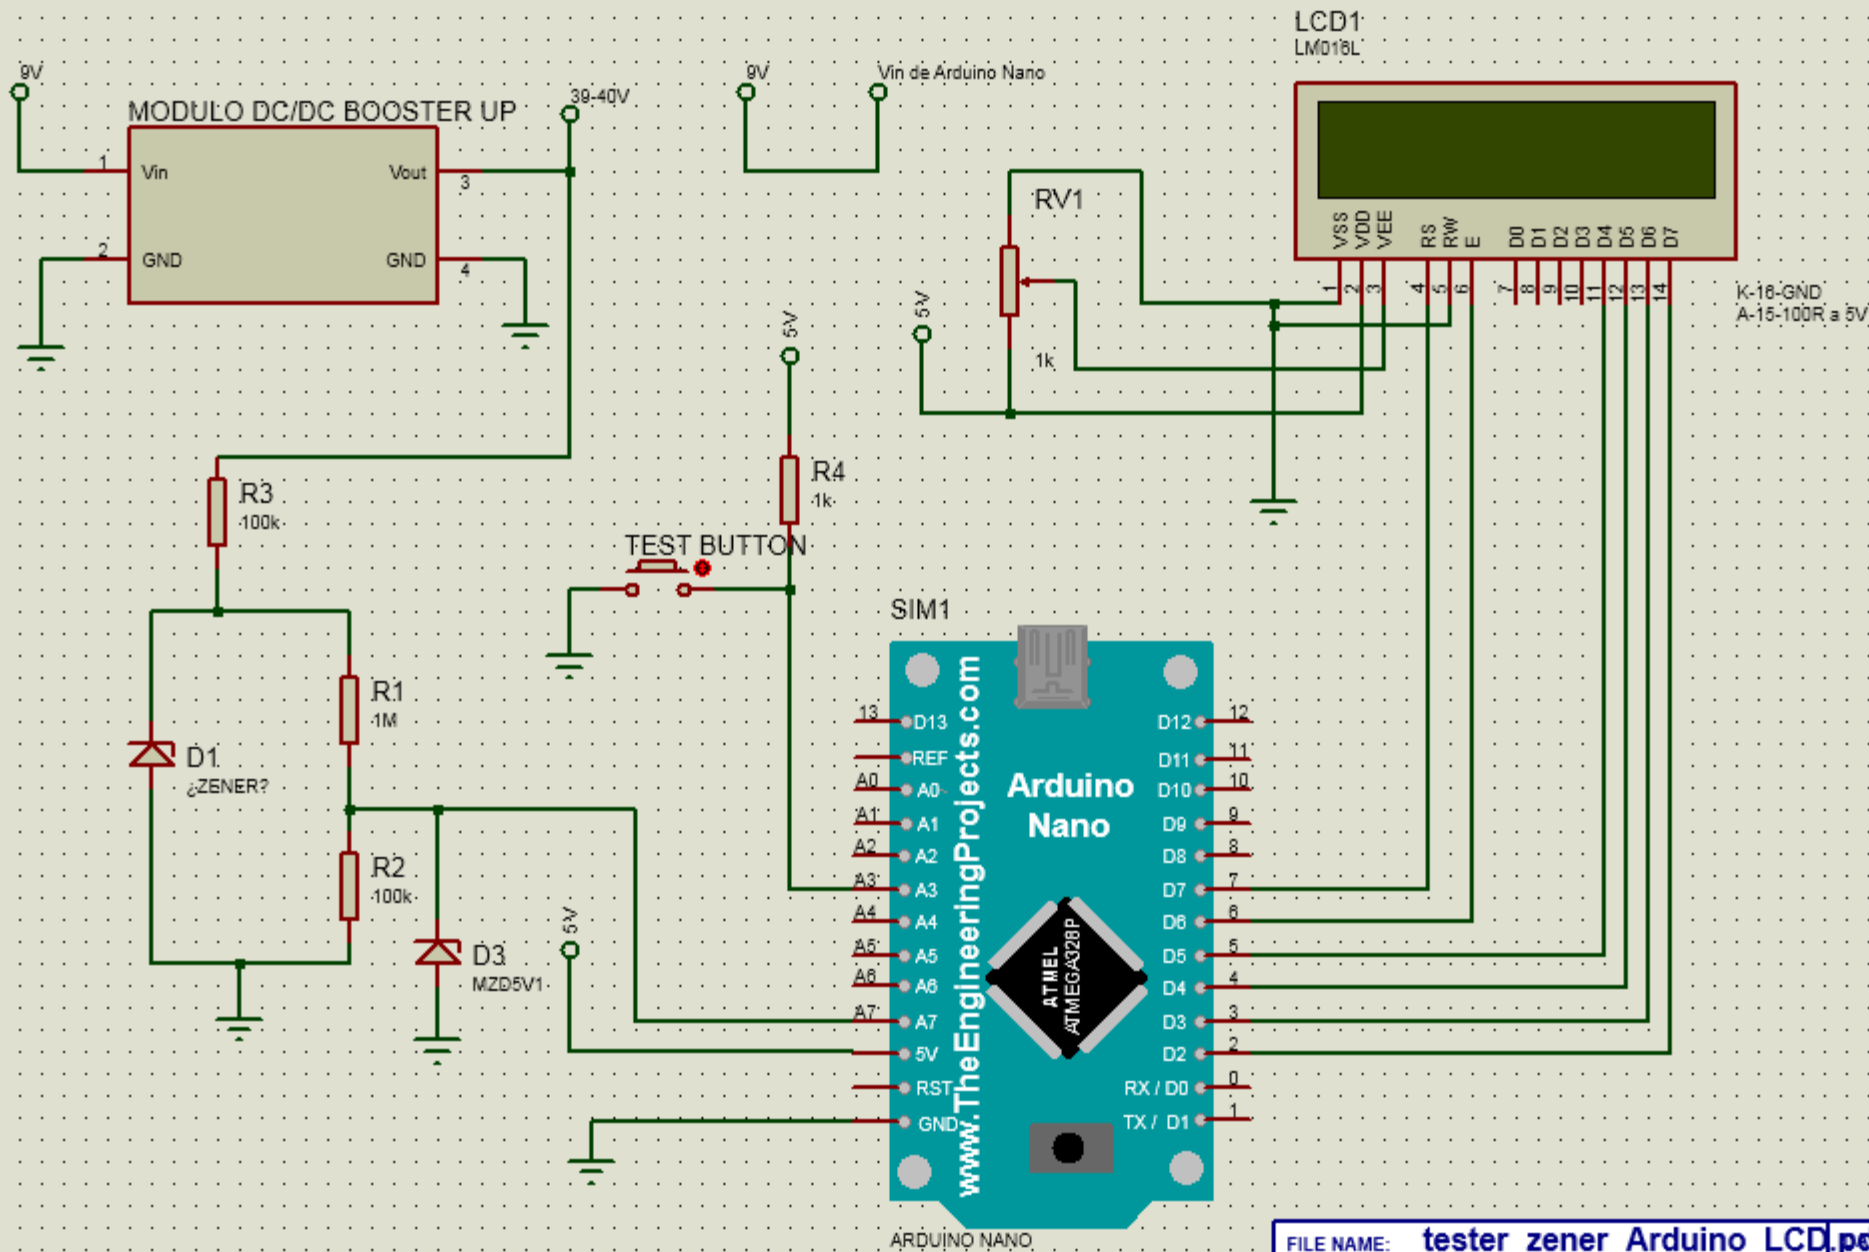 LCD1
LM016L
9V
9V
Vin de Arduino Nano
39-40V
MODULO DC/DC BOOSTER UP
1
Vin
Vout
3
2
GND
GND
4
RV1
1k
5V
5V
VSS
VDD
VEE
RS
RW
E
D0
D1
D2
D3
D4
D5
D6
D7
1
2
3
4
5
6
7
8
9
10
11
12
13
14
K-16-GND
A-15-100R a 5V
R3
100k
R4
1k
TEST BUTTON
SIM1
R1
1M
D1
¿ZENER?
R2
100k
D3
MZD5V1
5V
13
D13
REF
A0
A0
A1
A1
A2
A2
A3
A3
A4
A4
A5
A5
A6
A6
A7
A7
5V
RST
GND
www.TheEngineeringProjects.com
Arduino
Nano
ATMEL
ATMEGA328P
D12
12
D11
11
D10
10
D9
9
D8
8
D7
7
D6
6
D5
5
D4
4
D3
3
D2
2
RX / D0
0
TX / D1
1
ARDUINO NANO
FILE NAME: tester zener Arduino LCD.pd